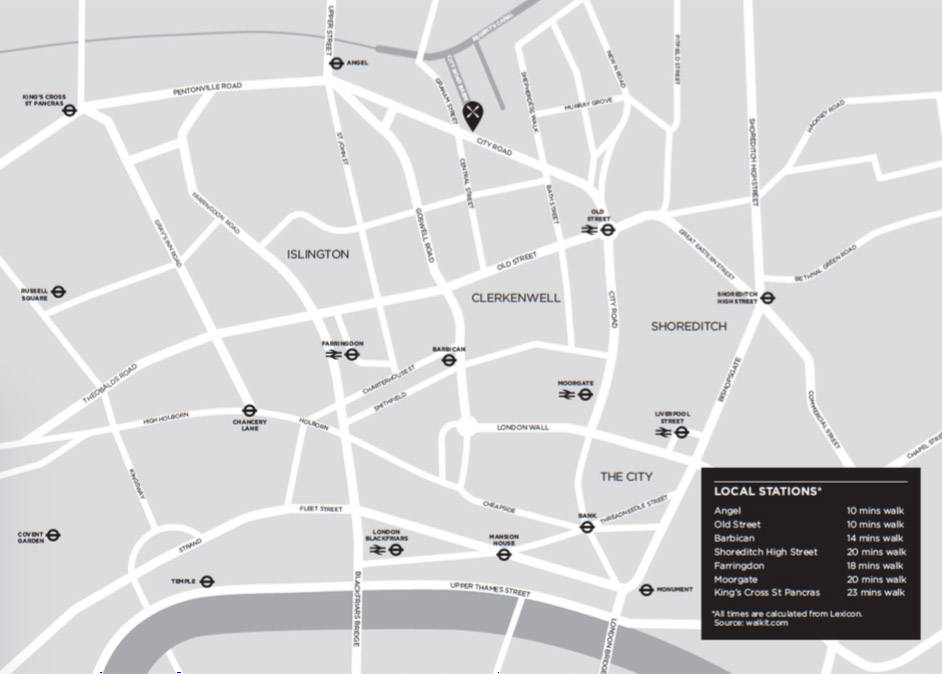 UPPER STREET
ANGEL
REGENT'S CANAL
KING'S CROSS
ST PANCRAS
PENTONVILLE ROAD
GRAHAM STREET
SHEPHERDESS WALK
NEW N ROAD
PITFIELD STREET
MURRAY GROVE
HACKNEY ROAD
SHOREDITCH HIGH STREET
CITY ROAD
ST JOHN ST
CENTRAL STREET
BATH STREET
FARRINGDON ROAD
GRAY'S INN ROAD
GOSWELL ROAD
OLD
STREET
GREAT EASTERN STREET
ISLINGTON
OLD STREET
BETHNAL GREEN ROAD
RUSSELL
SQUARE
CLERKENWELL
CITY ROAD
SHOREDITCH
HIGH STREET
SHOREDITCH
FARRINGDON
BARBICAN
CHARTERHOUSE ST
SMITHFIELD
THEOBALDS ROAD
MOORGATE
BISHOPSGATE
COMMERCIAL STREET
HIGH HOLBORN
CHANCERY
LANE
HOLBORN
LONDON WALL
LIVERPOOL
STREET
CHAPEL STR
KINGSWAY
THE CITY
FLEET STREET
CHEAPSIDE
BANK
THREADNEEDLE STREET
COVENT
GARDEN
STRAND
LONDON
BLACKFRIARS
MANSION
HOUSE
TEMPLE
BLACKFRIARS BRIDGE
UPPER THAMES STREET
MONUMENT
LONDON BRIDGE
LOCAL STATIONS*
Angel 10 mins walk
Old Street 10 mins walk
Barbican 14 mins walk
Shoreditch High Street 20 mins walk
Farringdon 18 mins walk
Moorgate 20 mins walk
King's Cross St Pancras 23 mins walk
*All times are calculated from Lexicon.
Source: walkit.com